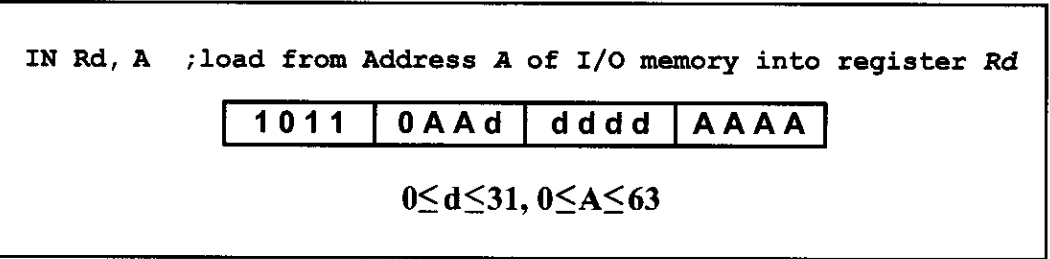 IN Rd, A ;load from Address A of I/O memory into register Rd
1011 0AAd dddd AAAA
0≤d≤31, 0≤A≤63